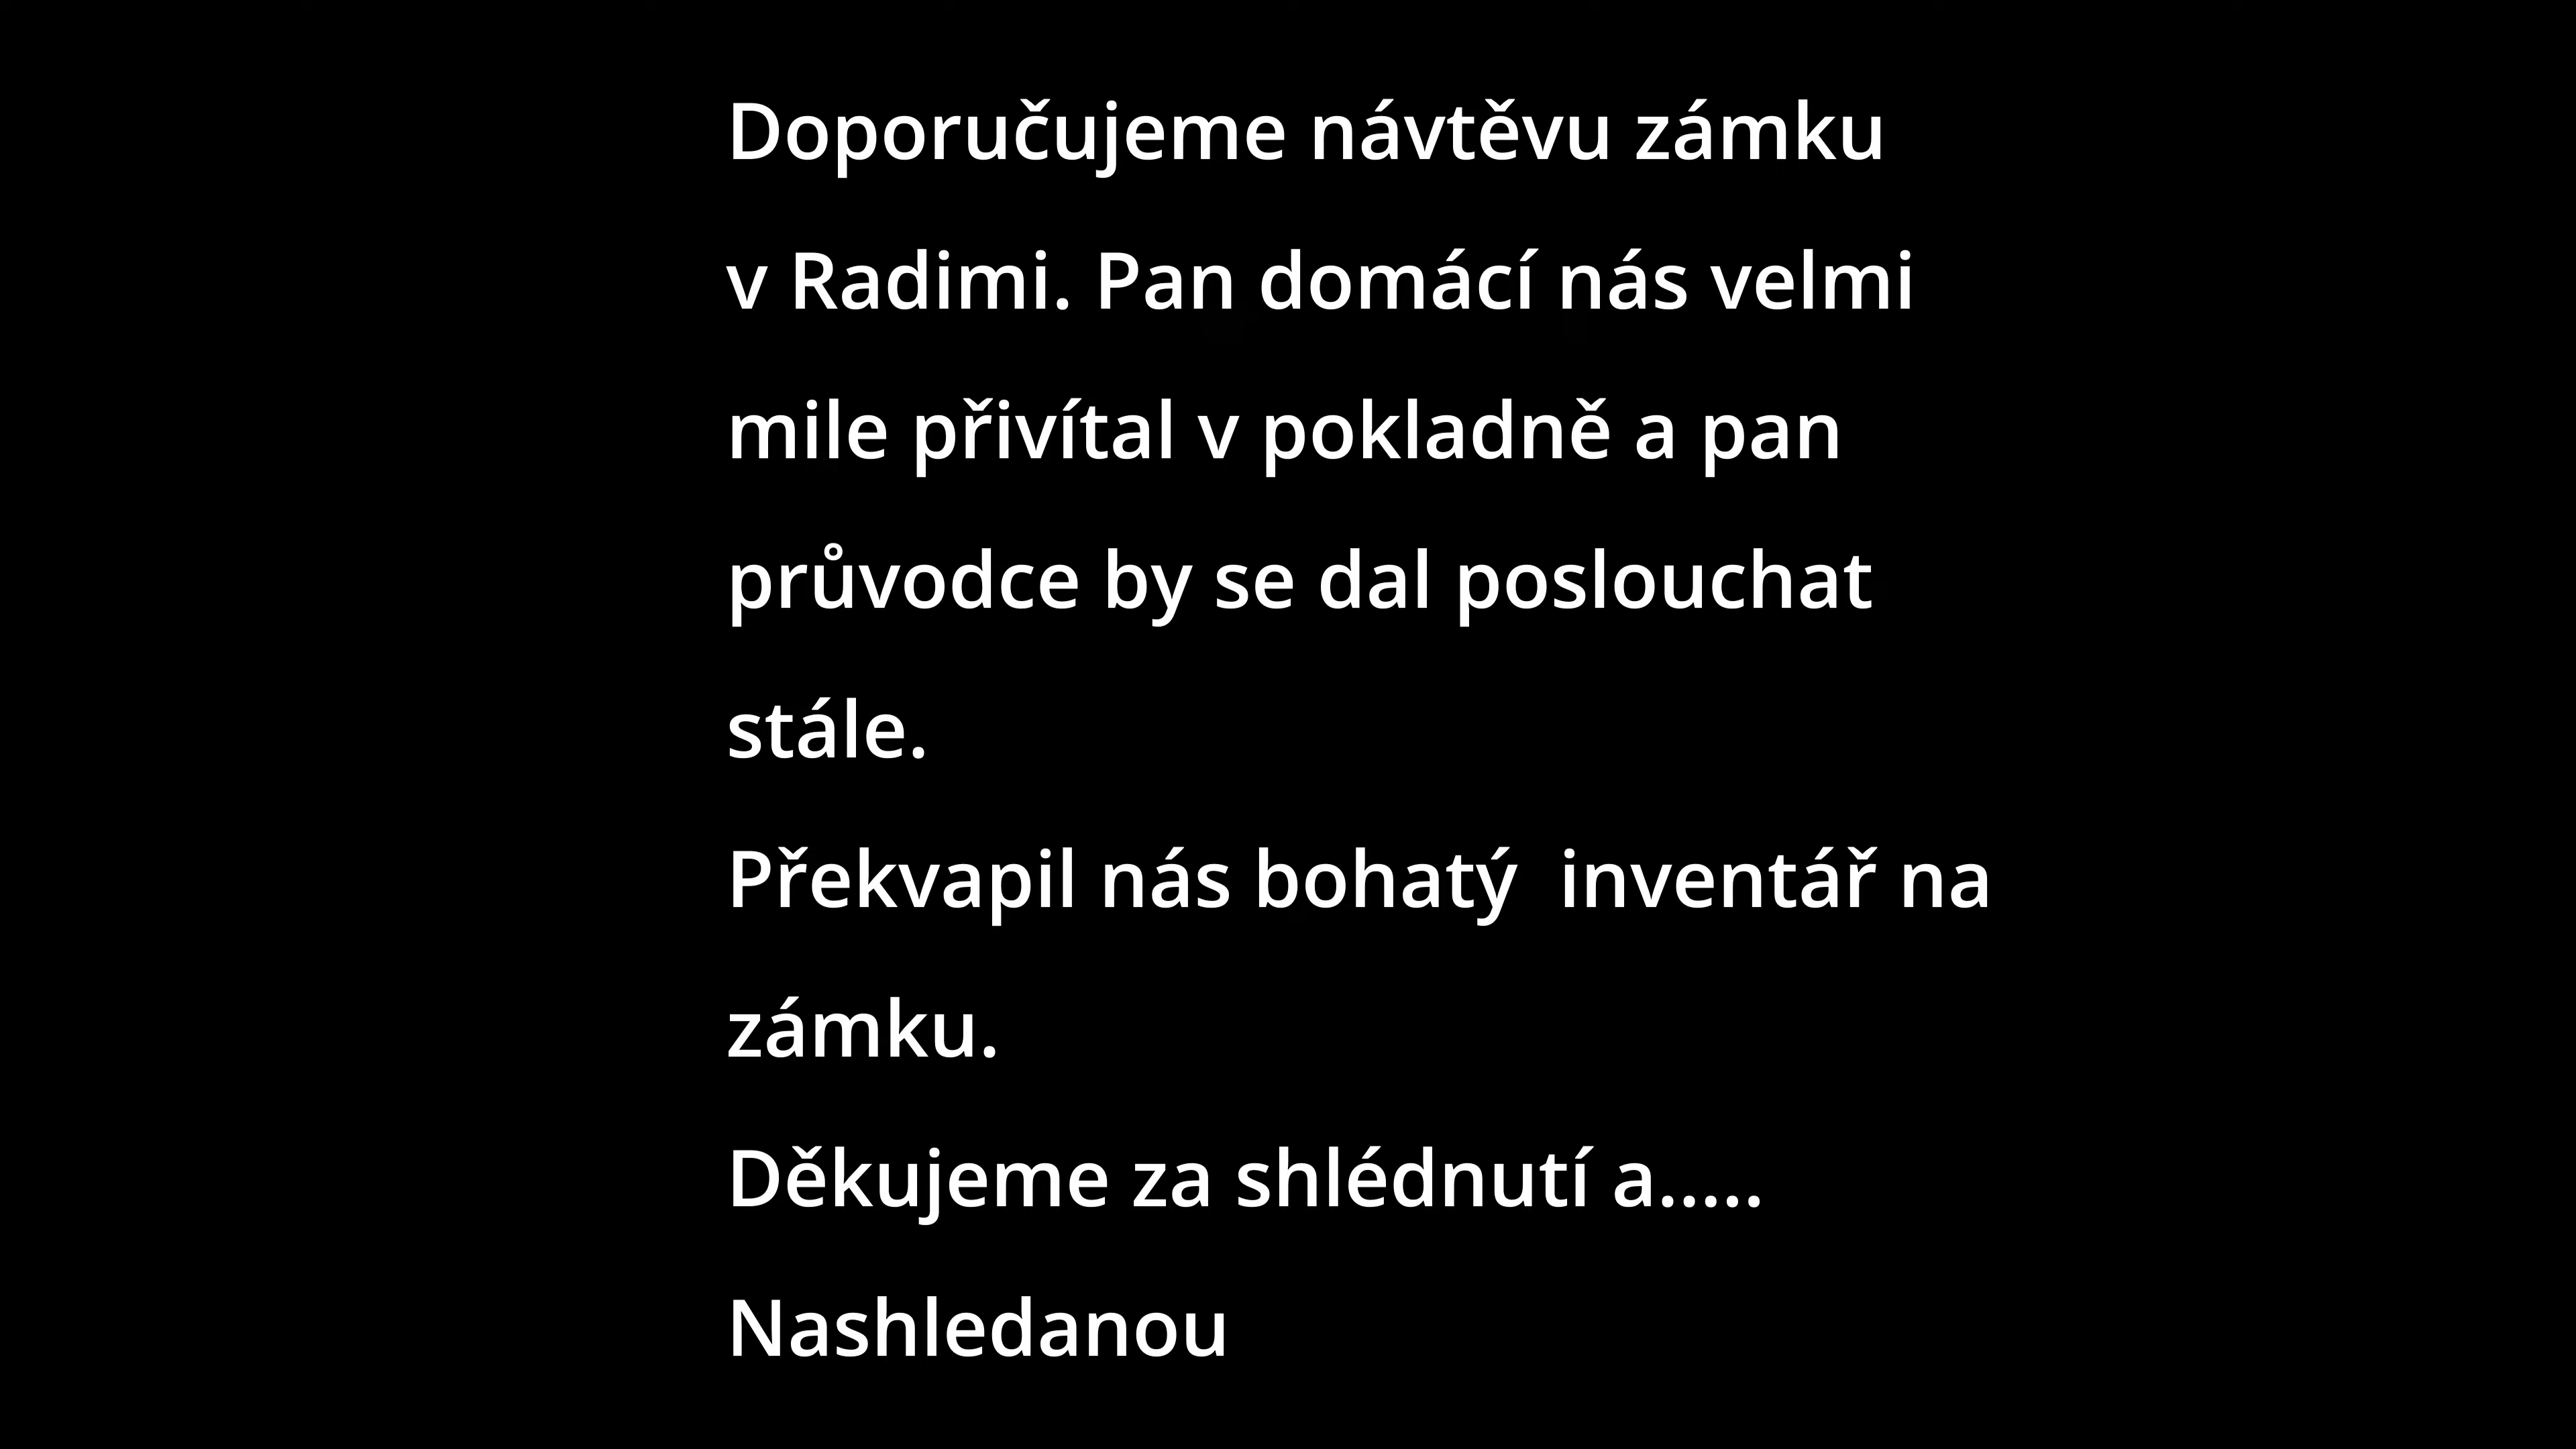 Doporučujeme návtěvu zámku
v Radimi. Pan domácí nás velmi
mile přivítal v pokladně a pan
průvodce by se dal poslouchat
stále.
Překvapil nás bohatý  inventář na
zámku.
Děkujeme za shlédnutí a.....
Nashledanou